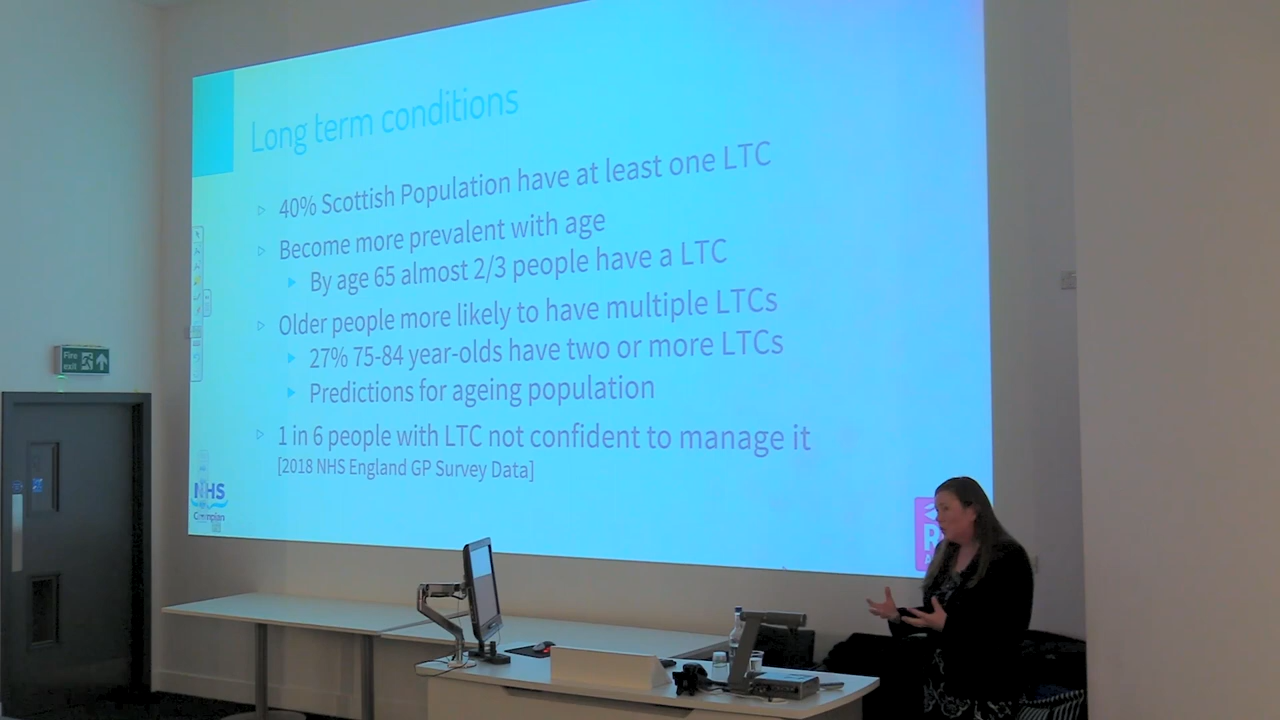 Long term conditions
40% Scottish Population have at least one LTC
Become more prevalent with age
By age 65 almost 2/3 people have a LTC
Older people more likely to have multiple LTCs
27% 75-84 year-olds have two or more LTCs
Predictions for ageing population
1 in 6 people with LTC not confident to manage it
[2018 NHS England GP Survey Data]
Fire
exit
NHS